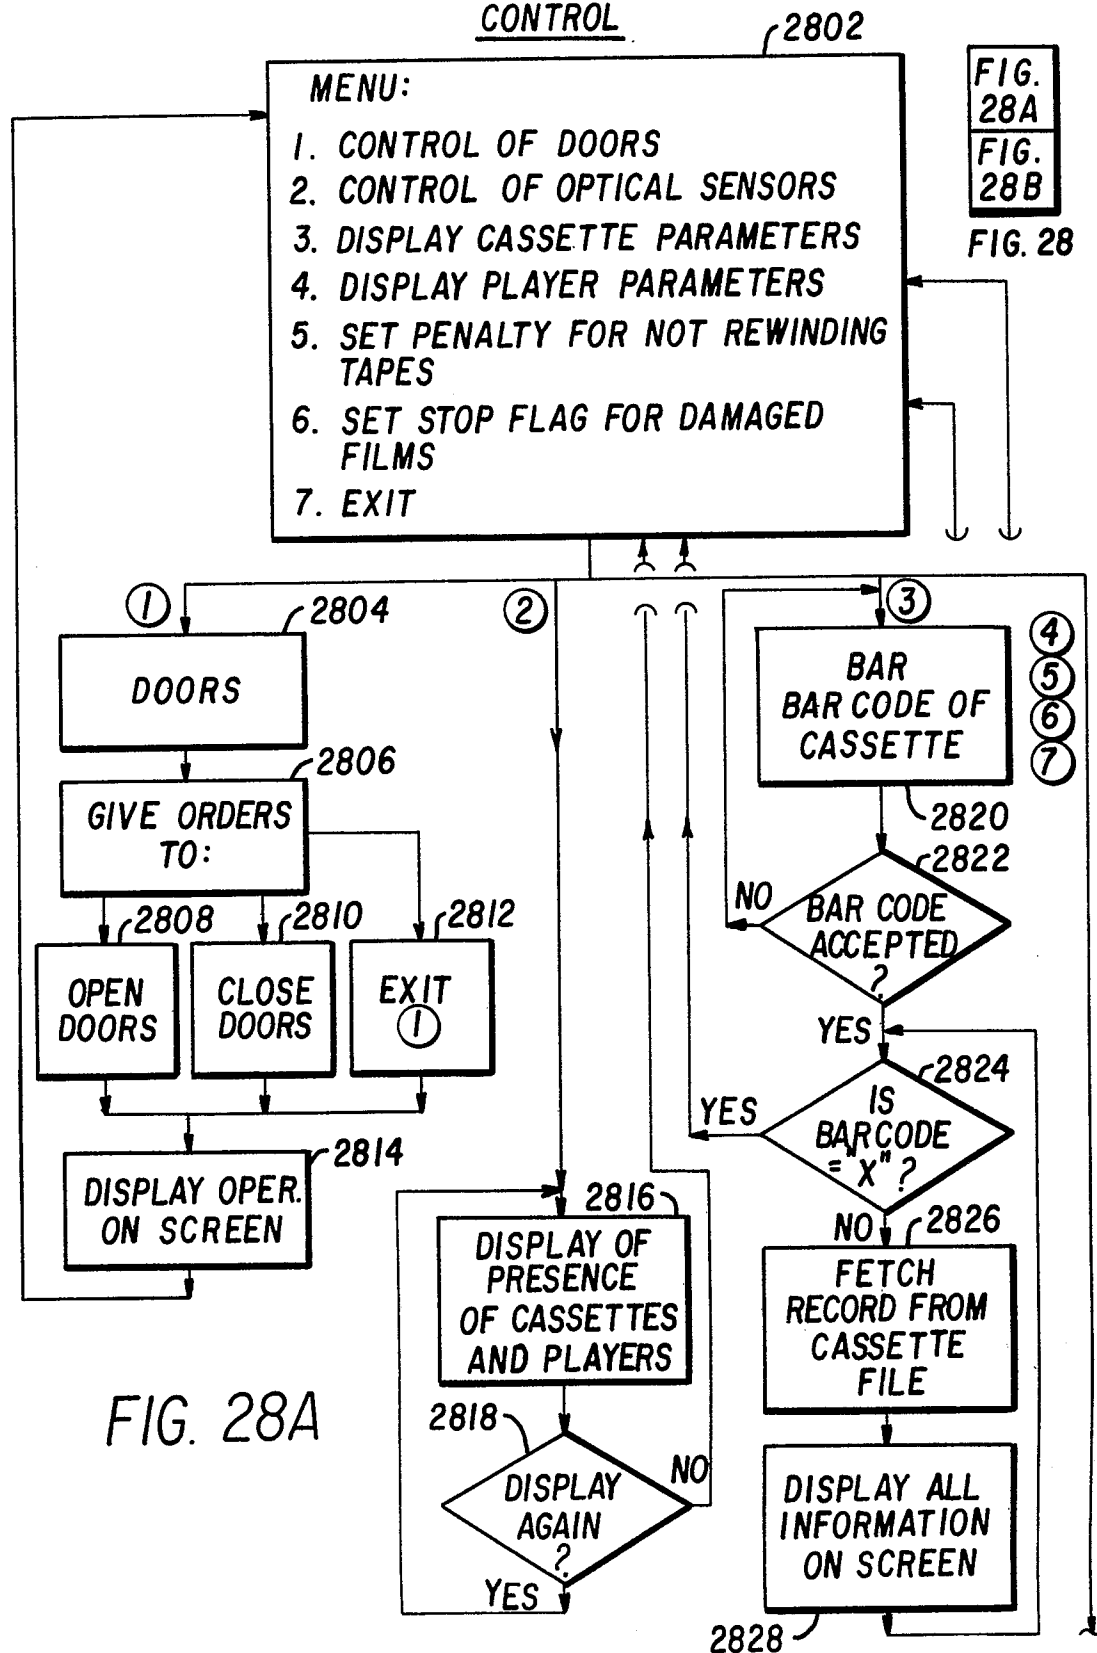 CONTROL
2802
MENU:
1. CONTROL OF DOORS
2. CONTROL OF OPTICAL SENSORS
3. DISPLAY CASSETTE PARAMETERS
4. DISPLAY PLAYER PARAMETERS
5. SET PENALTY FOR NOT REWINDING
TAPES
6. SET STOP FLAG FOR DAMAGED
FILMS
7. EXIT
FIG.
28A
FIG.
28B
FIG. 28
1
2804
DOORS
2806
GIVE ORDERS
TO:
2808
OPEN
DOORS
2810
CLOSE
DOORS
2812
EXIT
1
2814
DISPLAY OPER.
ON SCREEN
2
2816
DISPLAY OF
PRESENCE
OF CASSETTES
AND PLAYERS
2818
DISPLAY
AGAIN
?
NO
YES
3
BAR
BAR CODE OF
CASSETTE
2820
4
5
6
7
2822
BAR CODE
ACCEPTED
?
NO
YES
2824
IS
BARCODE
="X"?
YES
NO
2826
FETCH
RECORD FROM
CASSETTE
FILE
DISPLAY ALL
INFORMATION
ON SCREEN
2828
FIG. 28A